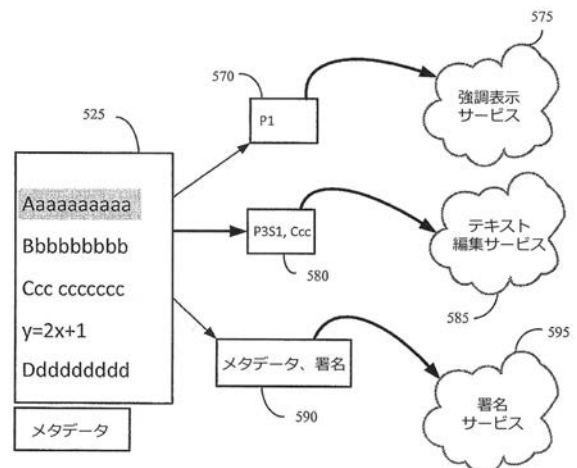 575
570
強調表示
サービス
P1
525
Aaaaaaaaaa
Bbbbbbbbb
P3S1, Ccc
テキスト
編集サービス
580
Ccc ccccccc
585
595
y=2x+1
メタデータ、署名
Ddddddddd
590
署名
サービス
メタデータ